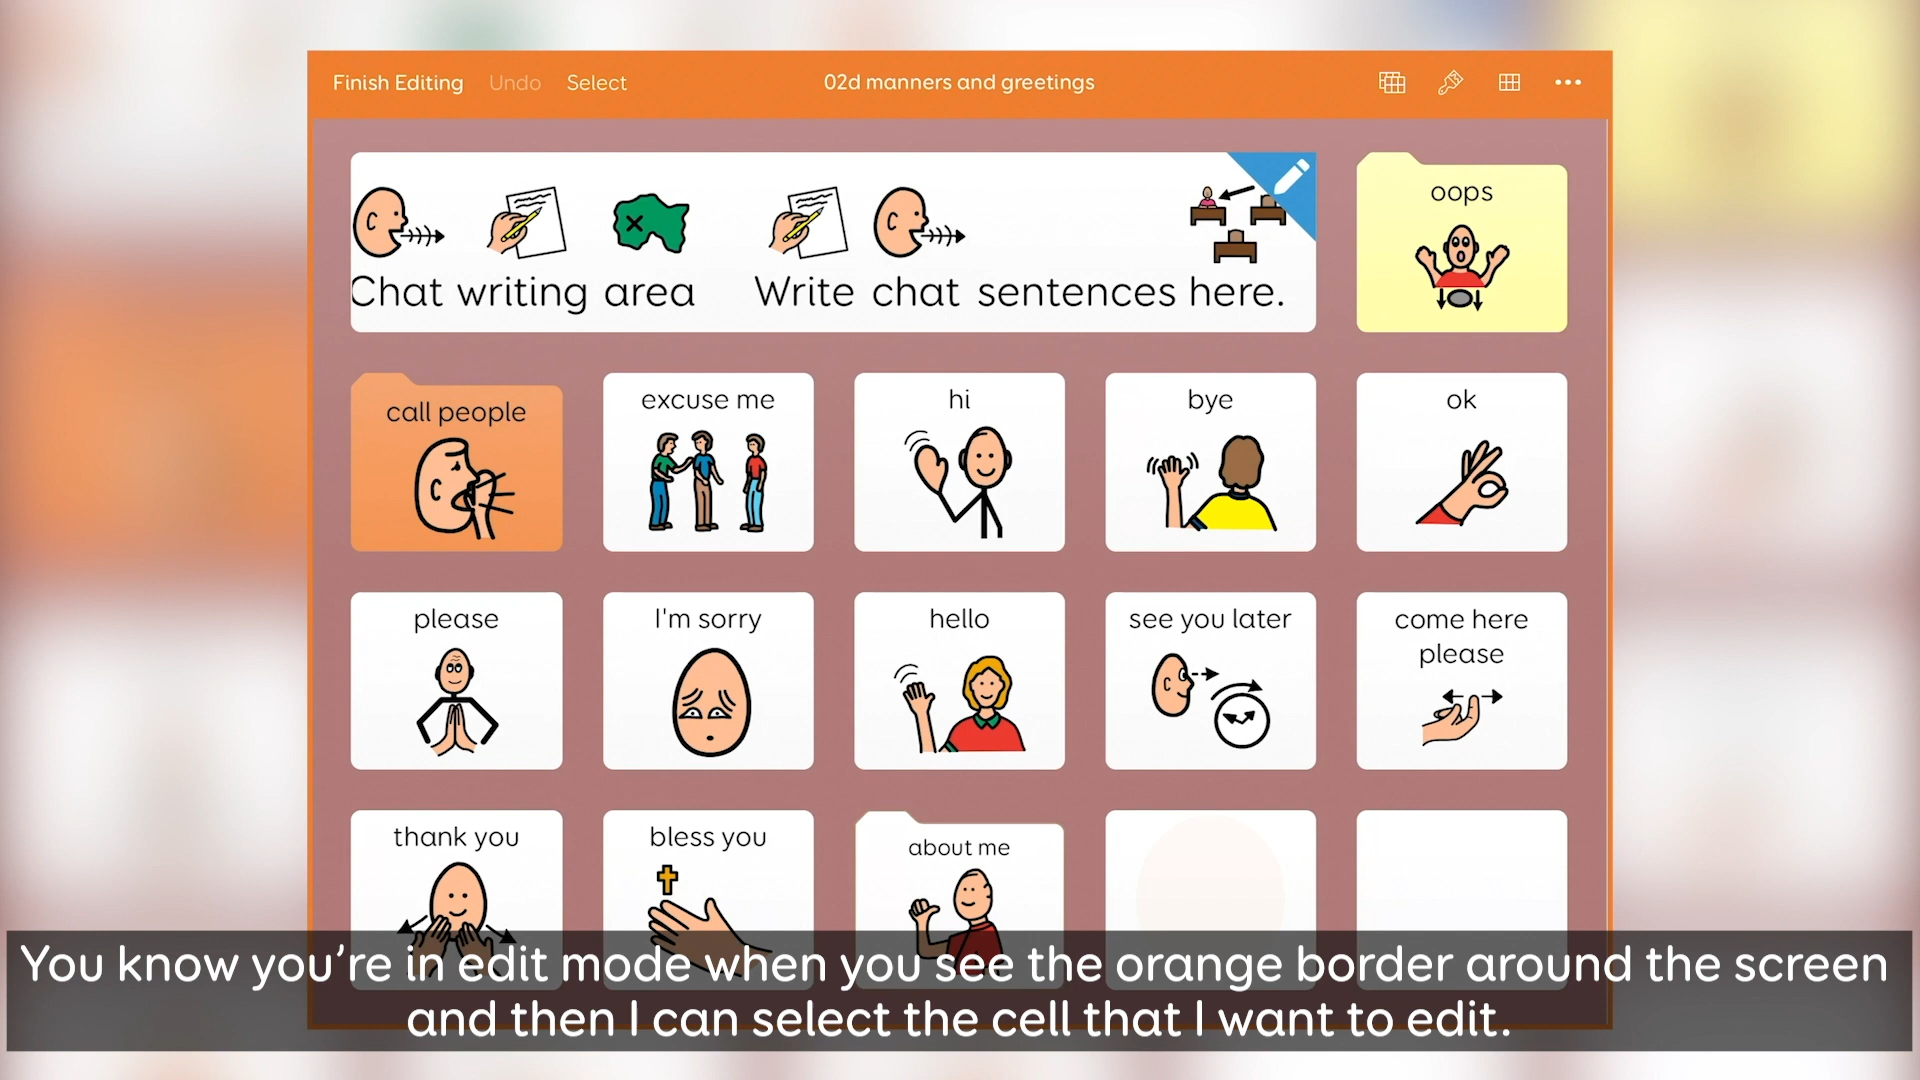 Finish Editing Undo Select 02d manners and greetings
Chat writing area Write chat sentences here.
oops
call people
excuse me
hi
bye
ok
please
I'm sorry
hello
see you later
come here
please
thank you
bless you
about me
You know you’re in edit mode when you see the orange border around the screen
and then I can select the cell that I want to edit.